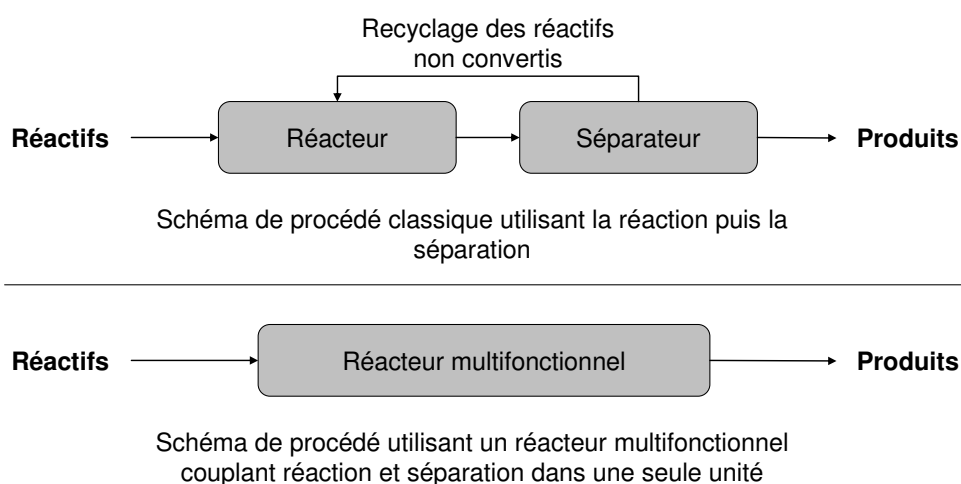 Recyclage des réactifs
non convertis
Réactifs Réacteur Séparateur Produits
Schéma de procédé classique utilisant la réaction puis la
séparation
Réactifs Réacteur multifonctionnel Produits
Schéma de procédé utilisant un réacteur multifonctionnel
couplant réaction et séparation dans une seule unité